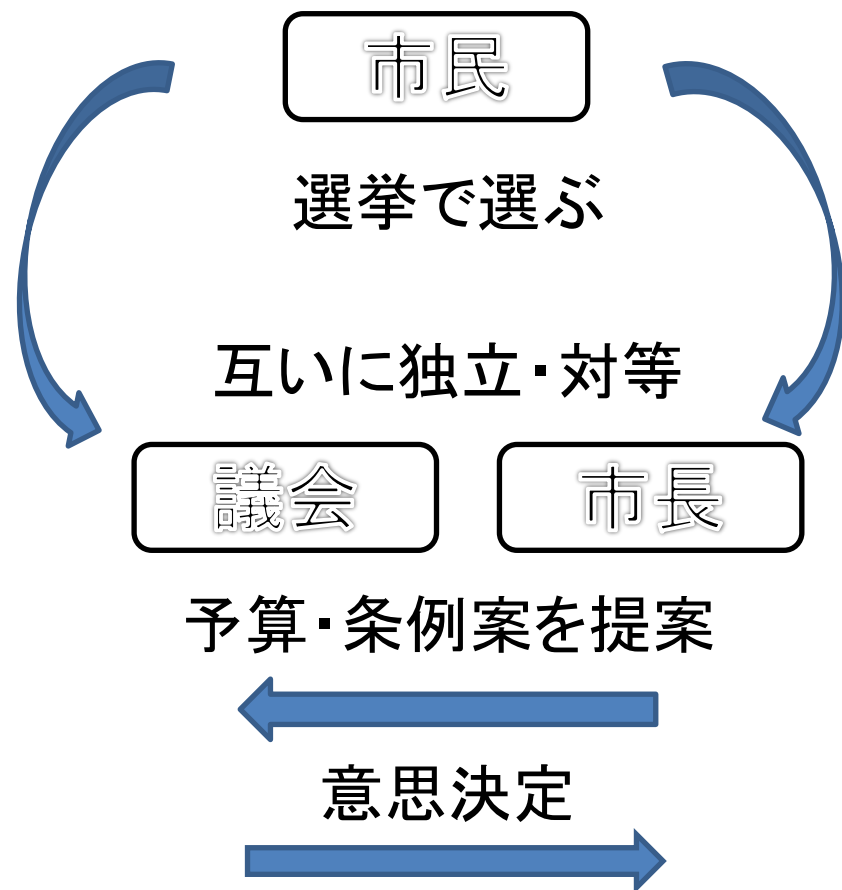 市民
選挙で選ぶ
互いに独立・対等
議会
市長
予算・条例案を提案
意思決定